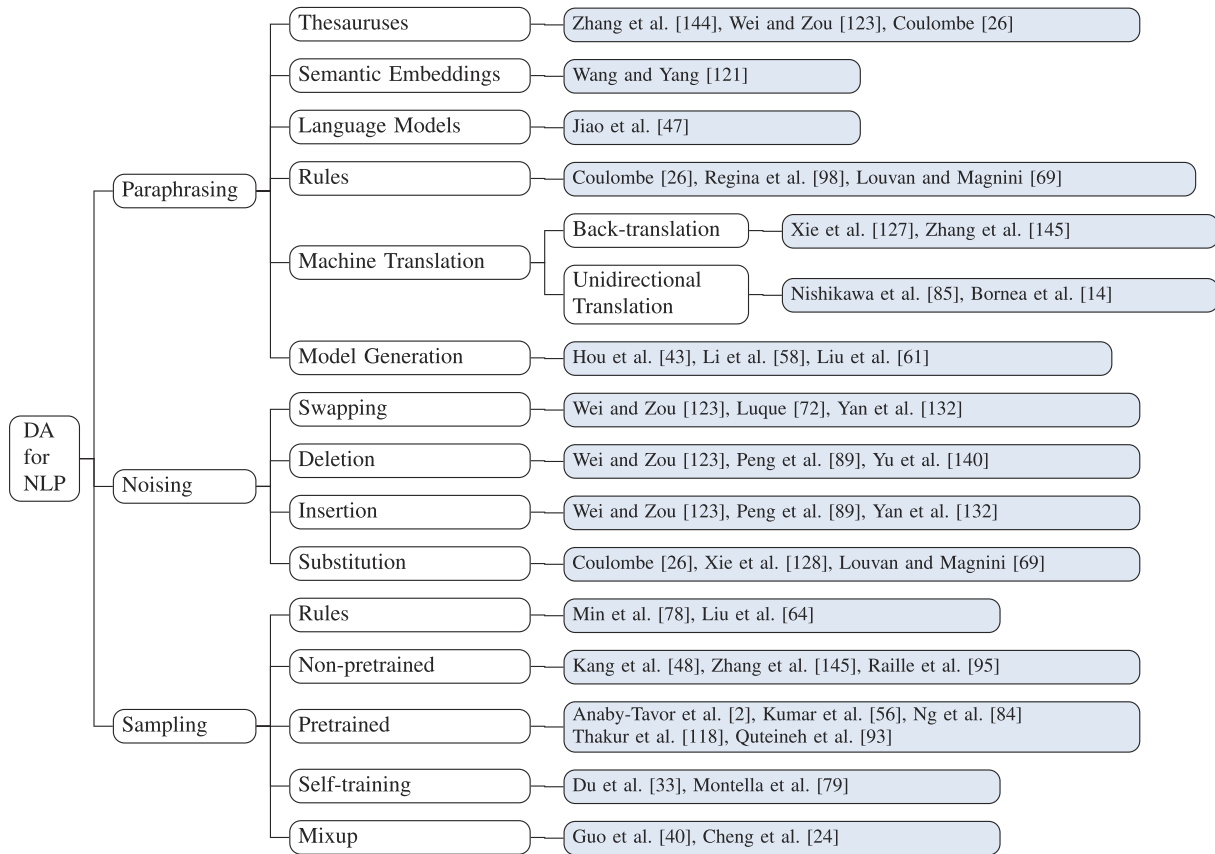 Thesauruses
Zhang et al. [144], Wei and Zou [123], Coulombe [26]
Semantic Embeddings
Wang and Yang [121]
Language Models
Jiao et al. [47]
Paraphrasing
Rules
Coulombe [26], Regina et al. [98], Louvan and Magnini [69]
Machine Translation
Back-translation
Xie et al. [127], Zhang et al. [145]
Unidirectional
Translation
Nishikawa et al. [85], Bornea et al. [14]
Model Generation
Hou et al. [43], Li et al. [58], Liu et al. [61]
DA
for
NLP
Noising
Swapping
Wei and Zou [123], Luque [72], Yan et al. [132]
Deletion
Wei and Zou [123], Peng et al. [89], Yu et al. [140]
Insertion
Wei and Zou [123], Peng et al. [89], Yan et al. [132]
Substitution
Coulombe [26], Xie et al. [128], Louvan and Magnini [69]
Sampling
Rules
Min et al. [78], Liu et al. [64]
Non-pretrained
Kang et al. [48], Zhang et al. [145], Raille et al. [95]
Pretrained
Anaby-Tavor et al. [2], Kumar et al. [56], Ng et al. [84]
Thakur et al. [118], Quteineh et al. [93]
Self-training
Du et al. [33], Montella et al. [79]
Mixup
Guo et al. [40], Cheng et al. [24]